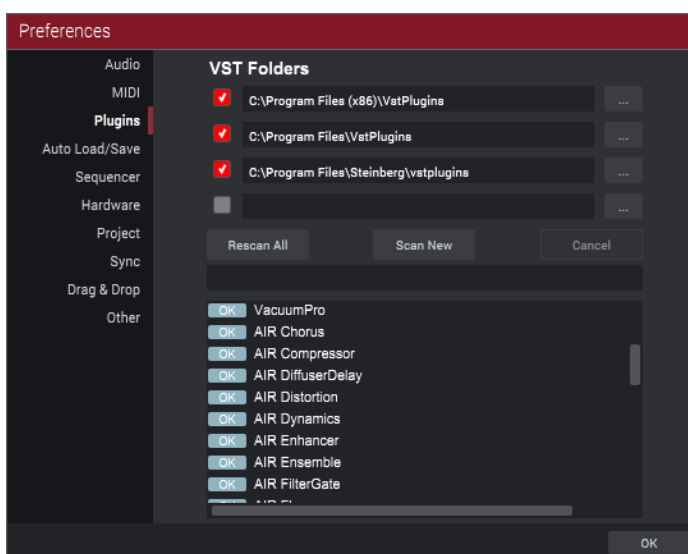 Preferences
Audio
MIDI
Plugins
Auto Load/Save
Sequencer
Hardware
Project
Sync
Drag & Drop
Other
VST Folders
C:\Program Files (x86)\VstPlugins
...
C:\Program Files\VstPlugins
...
C:\Program Files\Steinberg\vstplugins
...
...
Rescan All Scan New Cancel
OK VacuumPro
OK AIR Chorus
OK AIR Compressor
OK AIR DiffuserDelay
OK AIR Distortion
OK AIR Dynamics
OK AIR Enhancer
OK AIR Ensemble
OK AIR FilterGate
OK